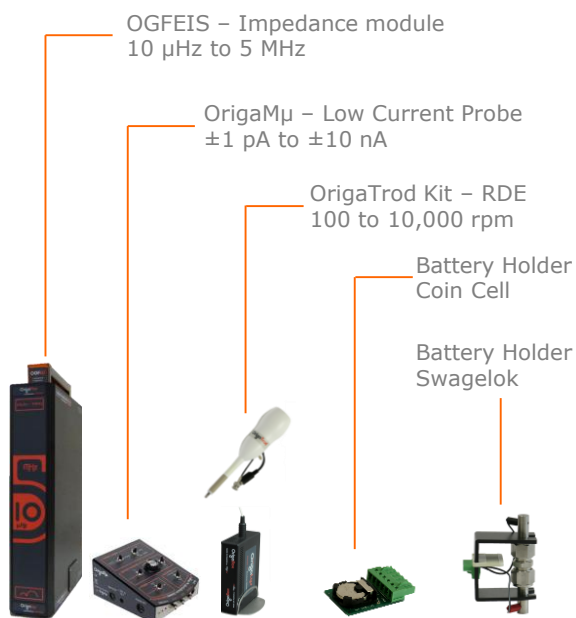 OGFEIS – Impedance module
10 µHz to 5 MHz
OrigaMµ – Low Current Probe
±1 pA to ±10 nA
OrigaTrod Kit – RDE
100 to 10,000 rpm
Battery Holder
Coin Cell
Battery Holder
Swagelok